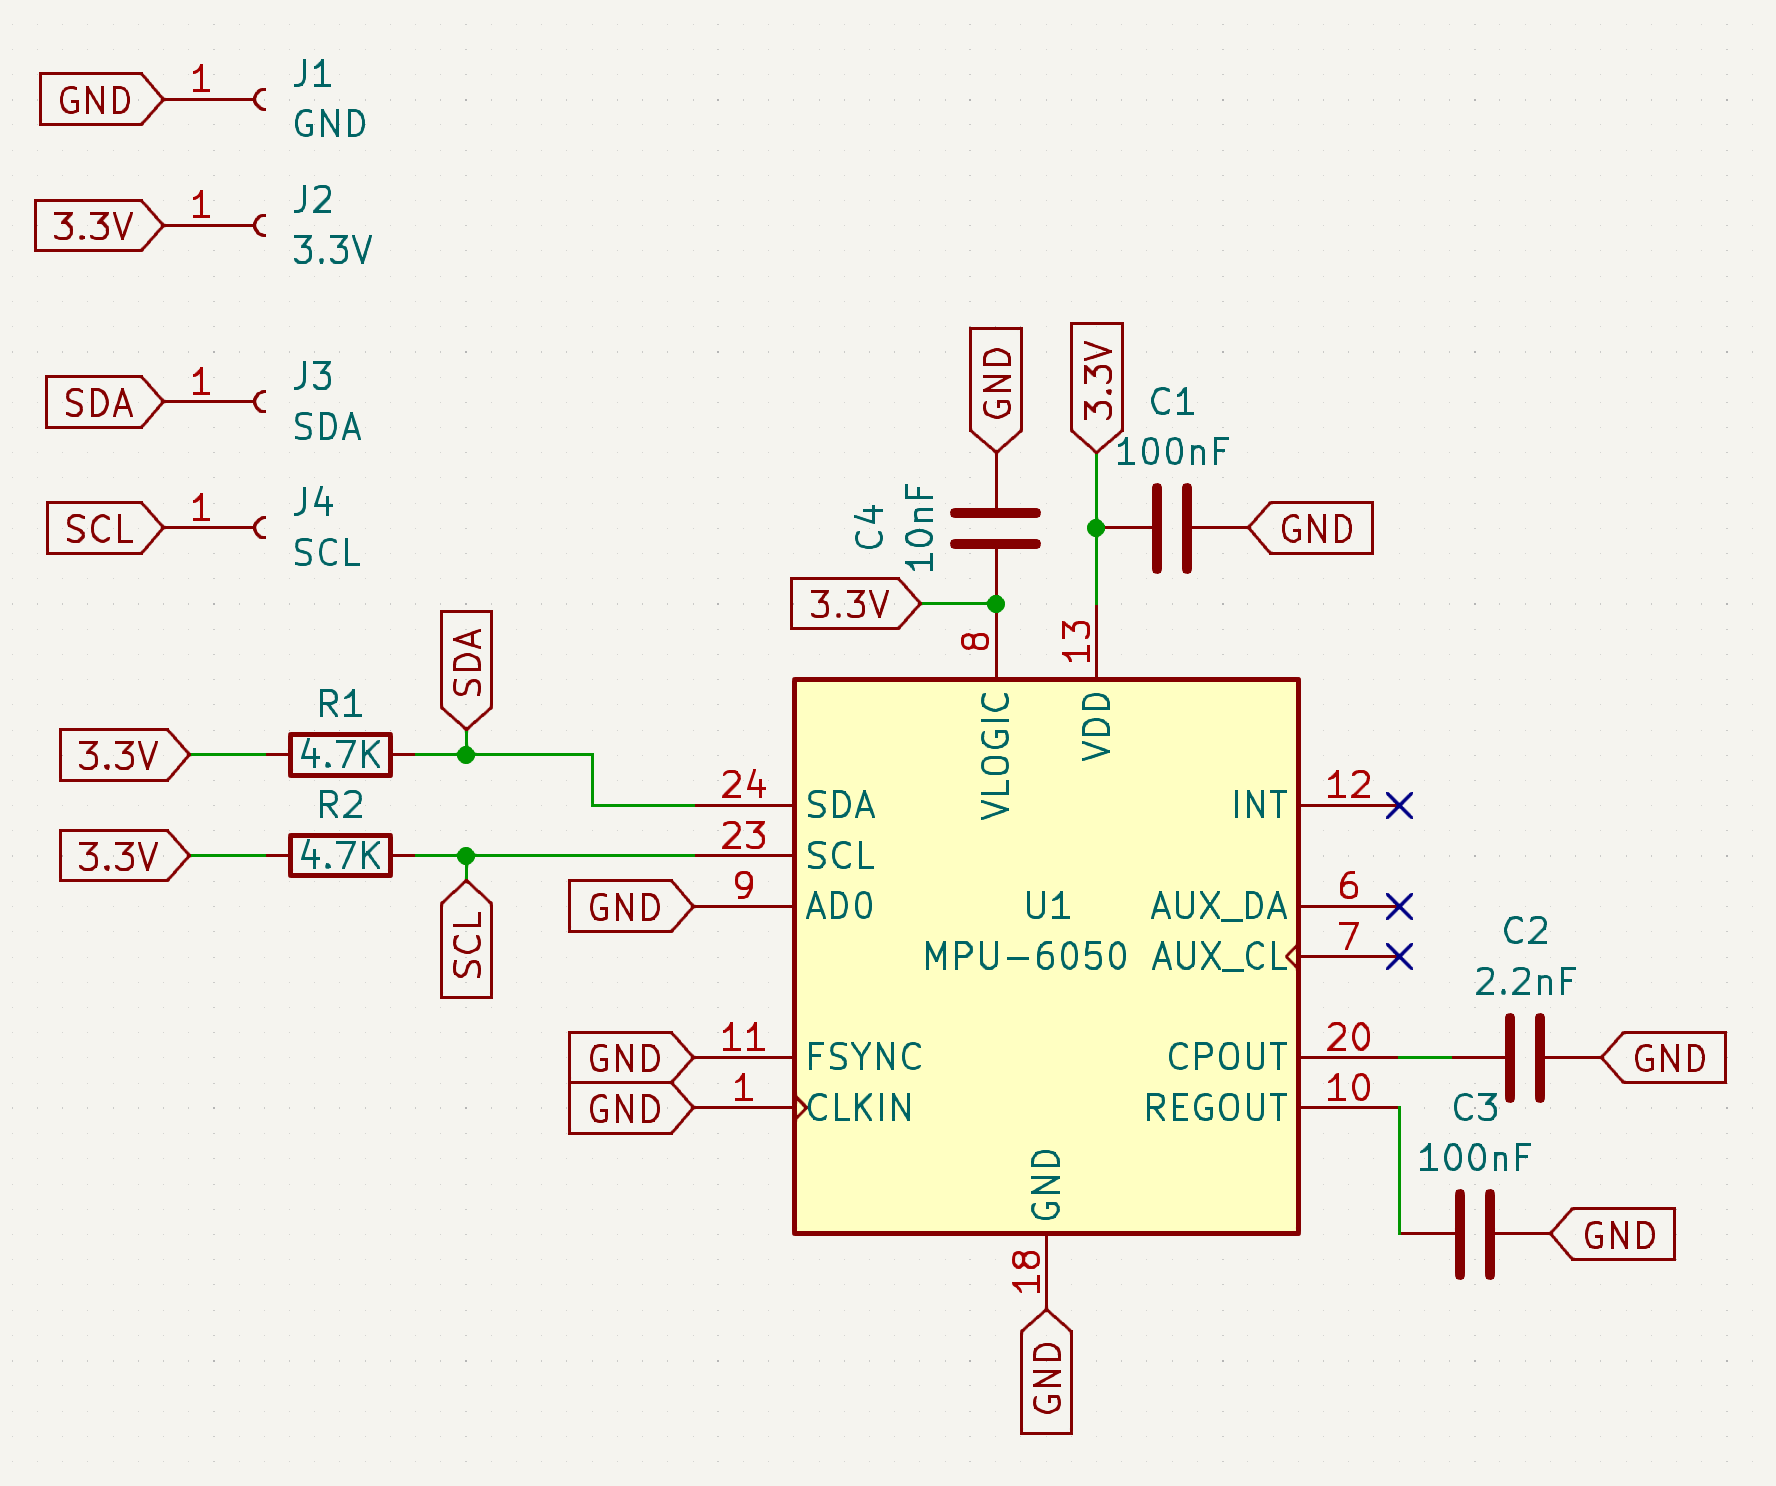 GND 1 J1
GND
3.3V 1 J2
3.3V
SDA 1 J3
SDA
SCL 1 J4
SCL
GND
3.3V
C1
100nF
C4
10nF
GND
3.3V
8
13
SDA
R1
3.3V 4.7K
R2
3.3V 4.7K
SCL
VLOGIC
VDD
24 SDA
23 SCL
GND 9 AD0
GND 11 FSYNC
GND 1 CLKIN
U1
MPU-6050
INT 12
AUX_DA 6
AUX_CL 7
CPOUT 20
REGOUT 10
C2
2.2nF
GND
C3
100nF
GND
GND
18
GND